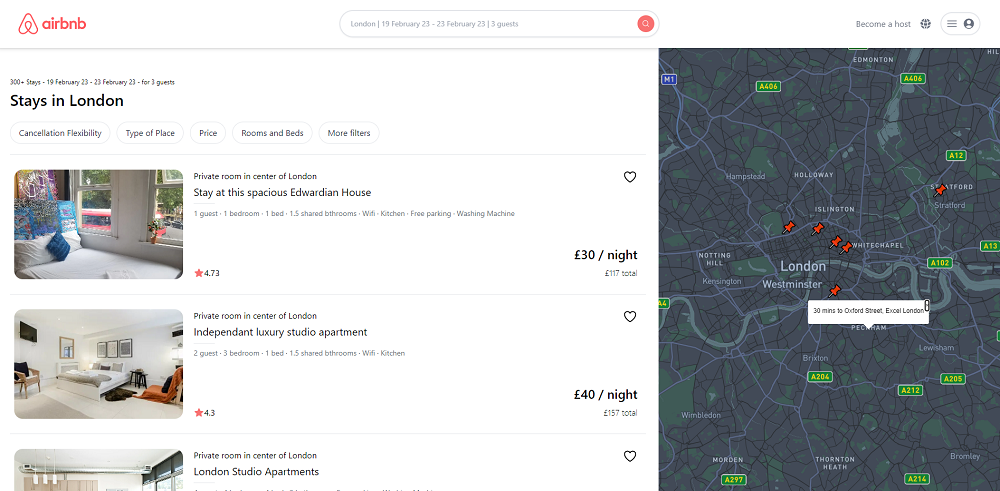 airbnb
London | 19 February 23 - 23 February 23 | 3 guests
Become a host
300+ Stays - 19 February 23 - 23 February 23 - for 3 guests
Stays in London
Cancellation Flexibility
Type of Place
Price
Rooms and Beds
More filters
Private room in center of London
Stay at this spacious Edwardian House
1 guest · 1 bedroom · 1 bed · 1.5 shared bthrooms · Wifi · Kitchen · Free parking · Washing Machine
£30 / night
4.73
£117 total
Private room in center of London
Independant luxury studio apartment
2 guest · 3 bedroom · 1 bed · 1.5 shared bthrooms · Wifi · Kitchen
£40 / night
4.3
£157 total
Private room in center of London
London Studio Apartments
EDMONTON
M1
A406
A406
A12
Hampstead
HOLLOWAY
Stratford
ISLINGTON
WHITECHAPEL
A13
NOTTING
HILL
A102
London
Kensington
Westminster
A4
30 mins to Oxford Street, Excel London
PECKHAM
Lewisham
Brixton
A204
A205
A212
Wimbledon
MORDEN
THORNTON
HEATH
Bromley
A297
A214